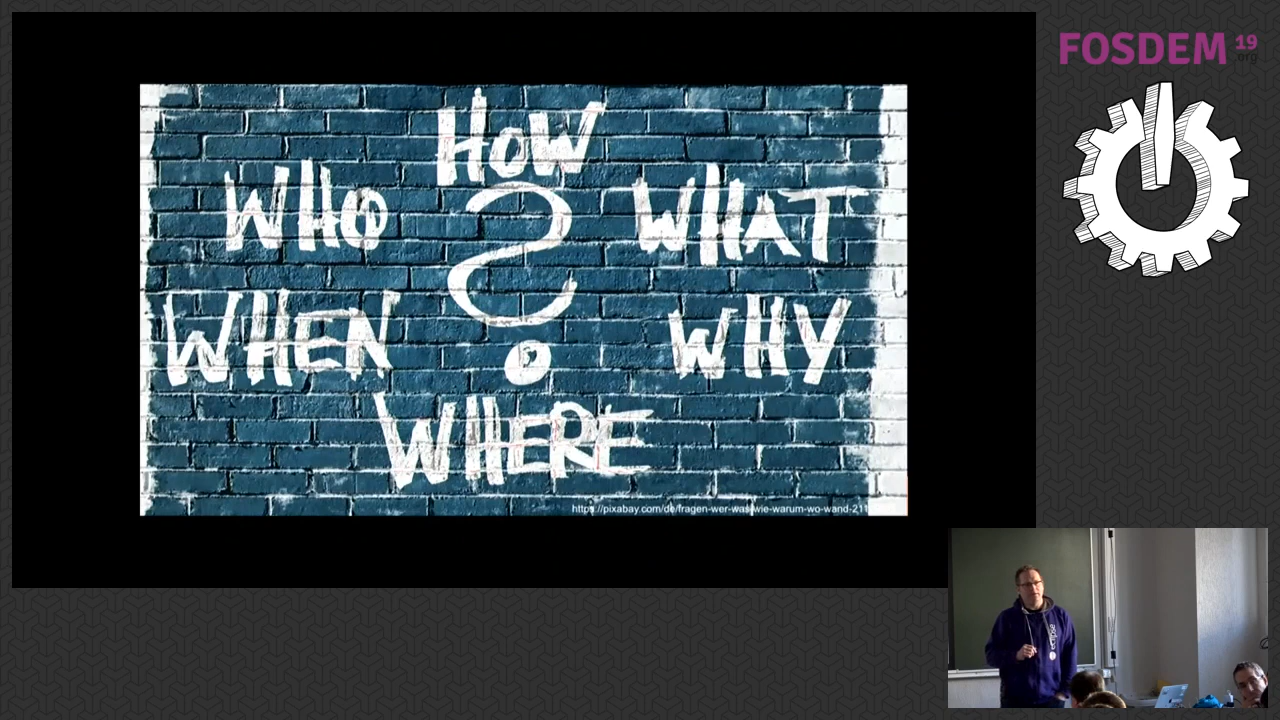 FOSDEM 19
.org
HOW
WHO
?
WHAT
WHEN
WHY
WHERE
https://pixabay.com/de/fragen-wer-was-wie-warum-wo-wand-211